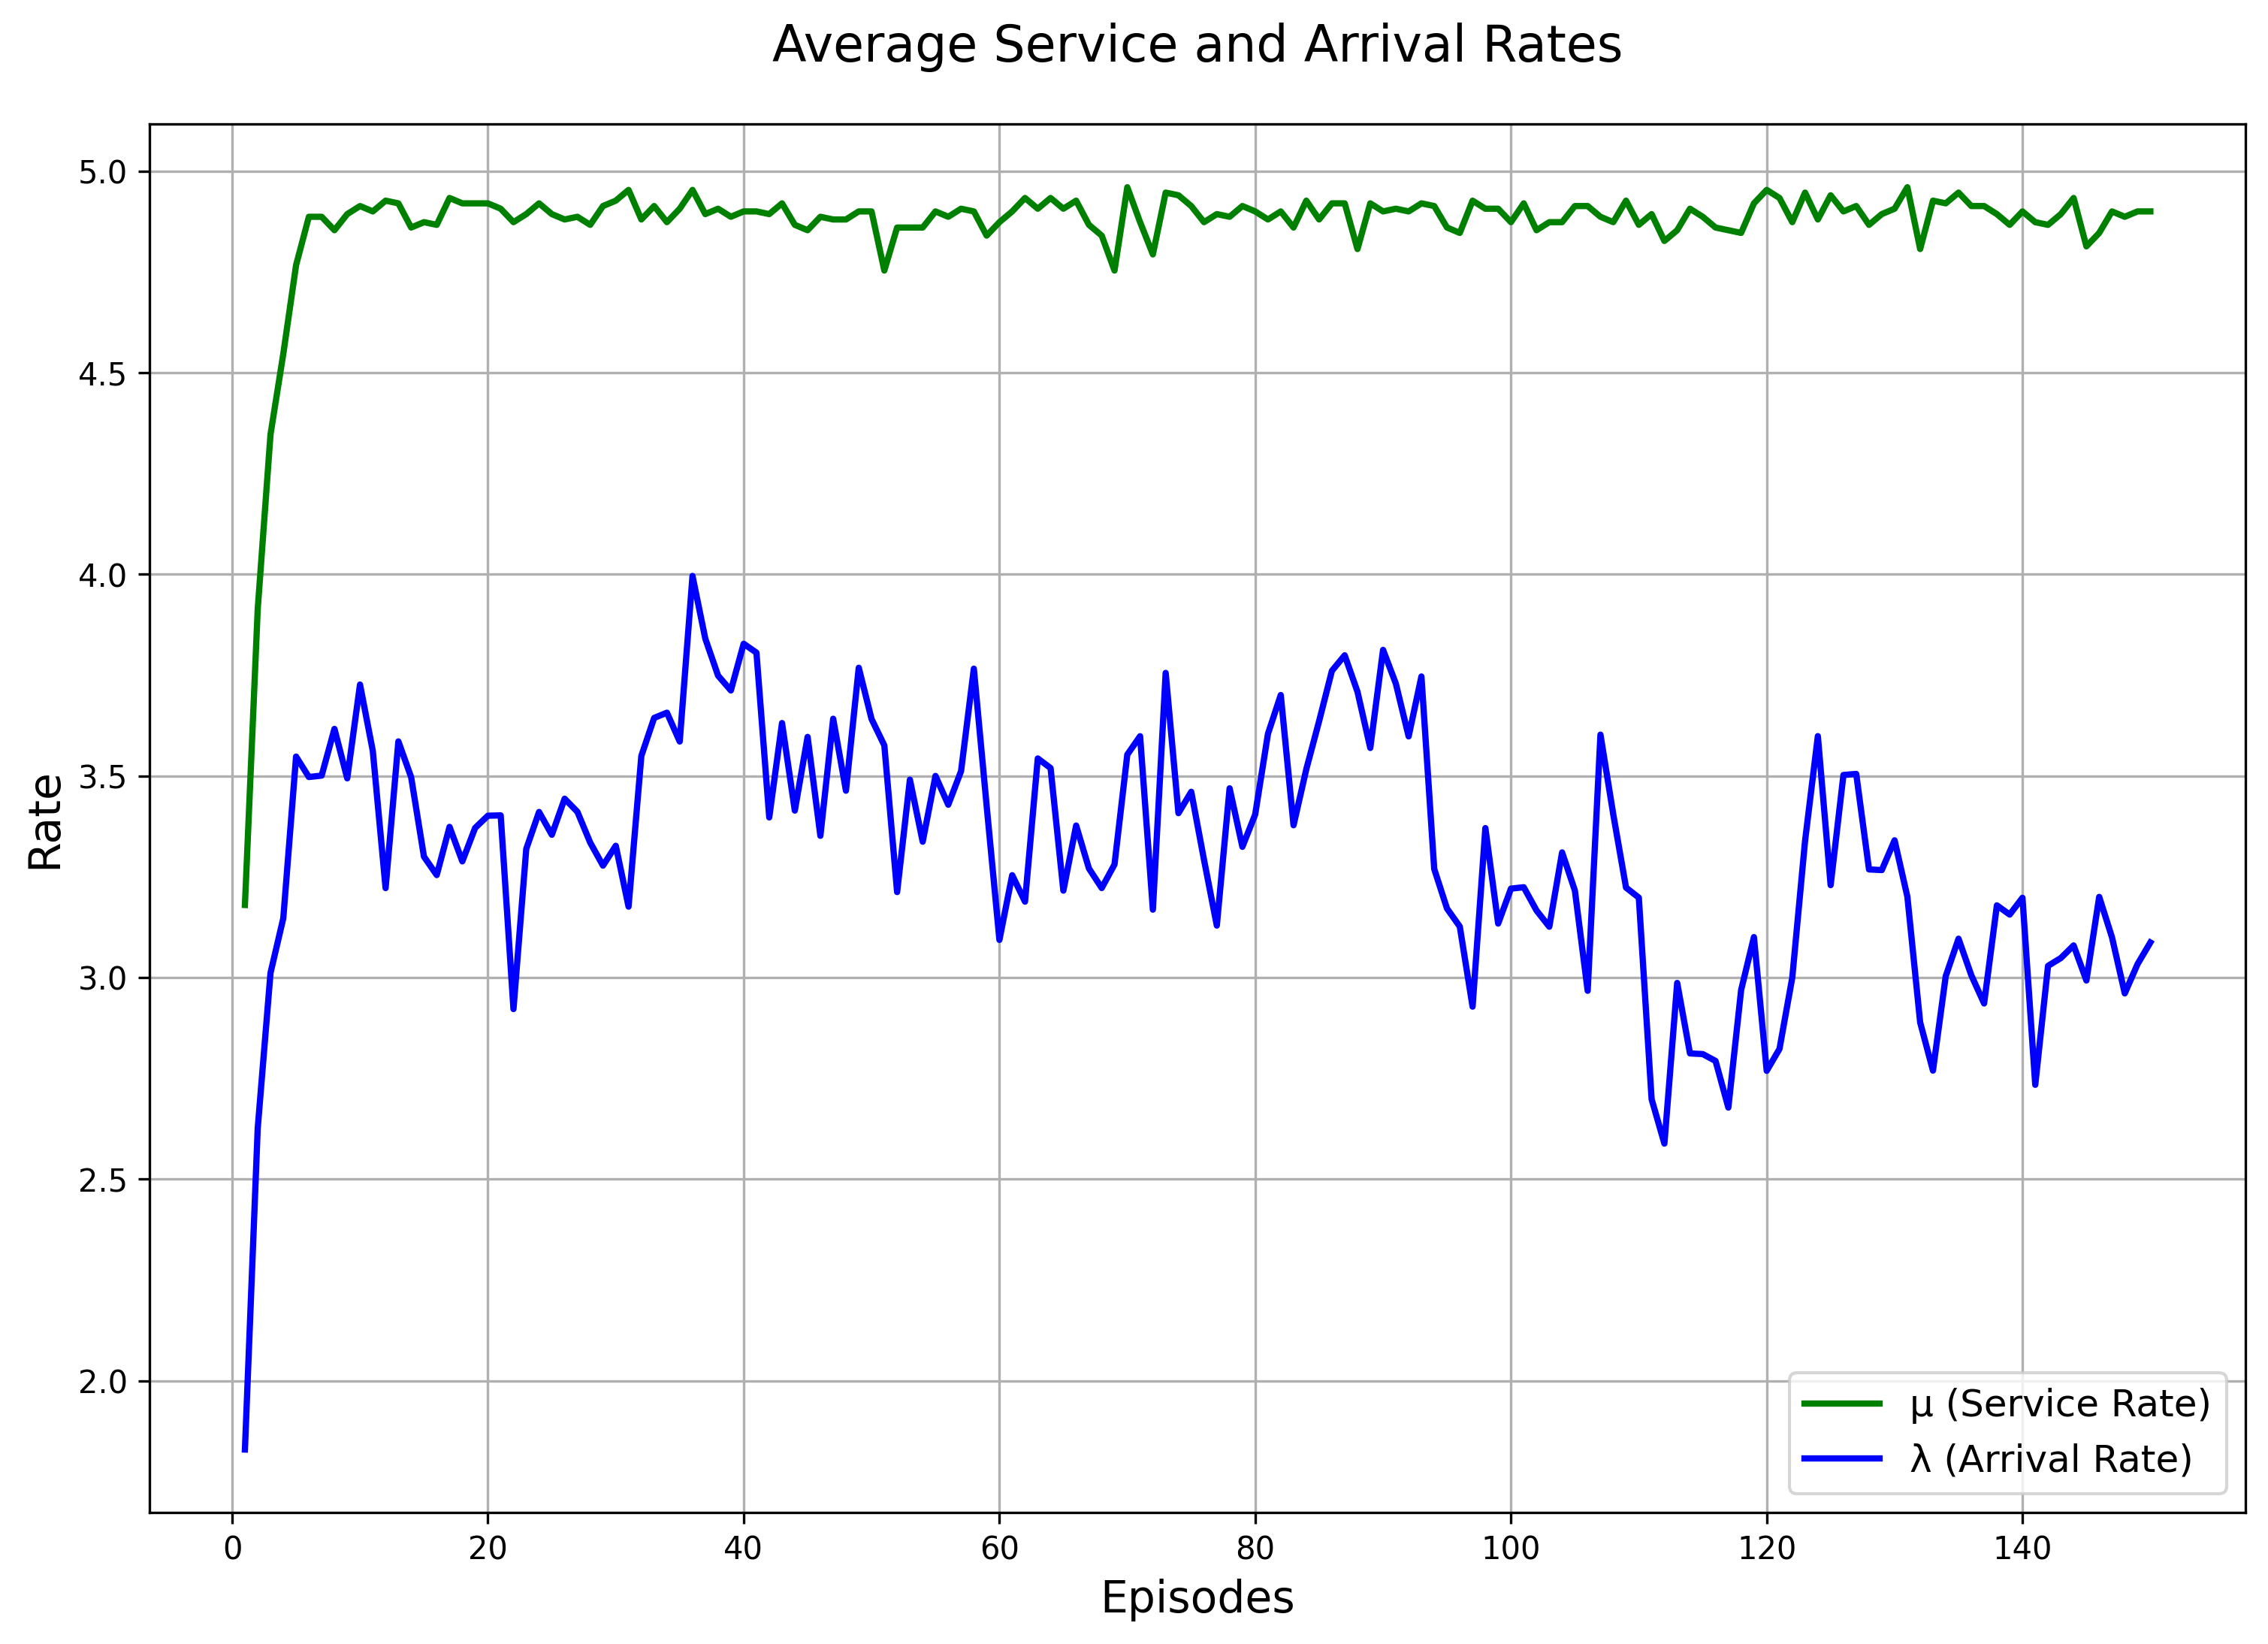 Average Service and Arrival Rates
5.0
4.5
4.0
3.5
3.0
2.5
2.0
Rate
0 20 40 60 80 100 120 140
Episodes
μ (Service Rate)
λ (Arrival Rate)